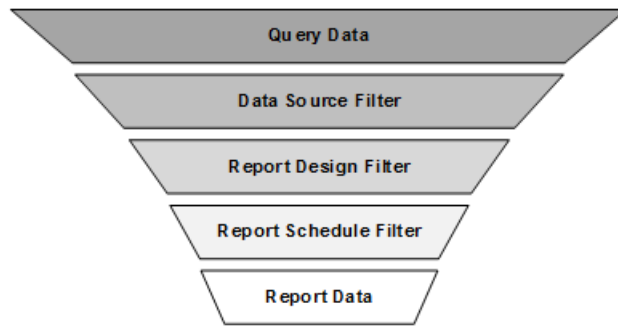 Query Data
Data Source Filter
Report Design Filter
Report Schedule Filter
Report Data